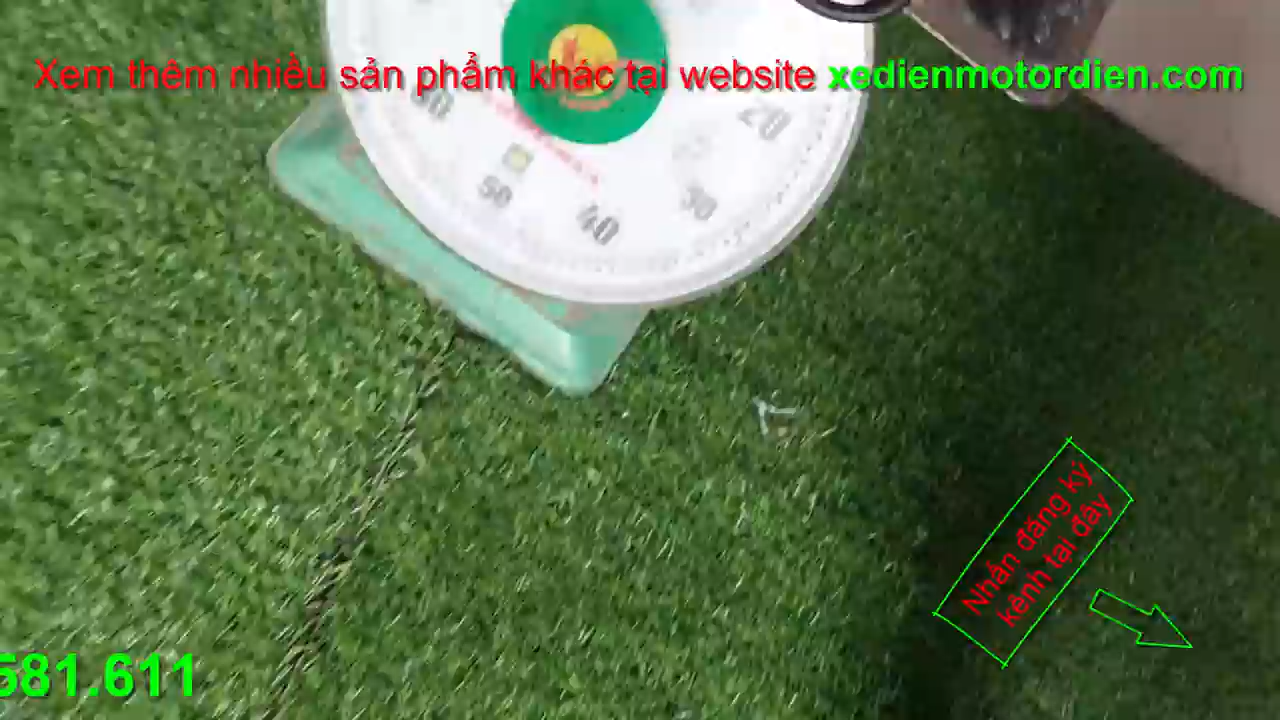 Xem thêm nhiều sản phẩm khác tại website xedienmotordien.com
20
30
40
50
Nhấn đăng ký
kênh tại đây
581.611